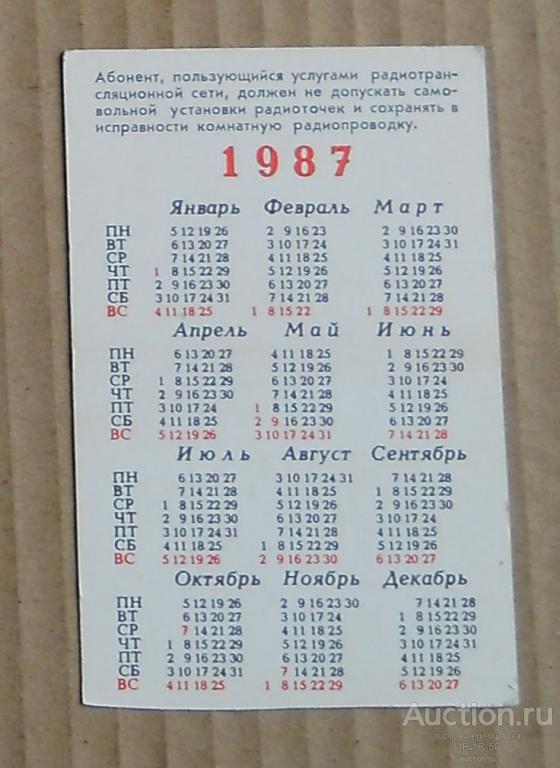 Абонент, пользующийся услугами радиотран-
сляционной сети, должен не допускать само-
вольной установки радиоточек и сохранять в
исправности комнатную радиопроводку.
1987
Январь Февраль Март
ПН 5 12 19 26 2 9 16 23 2 9 16 23 30
ВТ 6 13 20 27 3 10 17 24 3 10 17 24 31
СР 7 14 21 28 4 11 18 25 4 11 18 25
ЧТ 1 8 15 22 29 5 12 19 26 5 12 19 26
ПТ 2 9 16 23 30 6 13 20 27 6 13 20 27
СБ 3 10 17 24 31 7 14 21 28 7 14 21 28
ВС 4 11 18 25 1 8 15 22 1 8 15 22 29
Апрель Май Июнь
ПН 6 13 20 27 4 11 18 25 1 8 15 22 29
ВТ 7 14 21 28 5 12 19 26 2 9 16 23 30
СР 1 8 15 22 29 6 13 20 27 3 10 17 24
ЧТ 2 9 16 23 30 7 14 21 28 4 11 18 25
ПТ 3 10 17 24 1 8 15 22 29 5 12 19 26
СБ 4 11 18 25 2 9 16 23 30 6 13 20 27
ВС 5 12 19 26 3 10 17 24 31 7 14 21 28
Июль Август Сентябрь
ПН 6 13 20 27 3 10 17 24 31 7 14 21 28
ВТ 7 14 21 28 4 11 18 25 1 8 15 22 29
СР 1 8 15 22 29 5 12 19 26 2 9 16 23 30
ЧТ 2 9 16 23 30 6 13 20 27 3 10 17 24
ПТ 3 10 17 24 31 7 14 21 28 4 11 18 25
СБ 4 11 18 25 1 8 15 22 29 5 12 19 26
ВС 5 12 19 26 2 9 16 23 30 6 13 20 27
Октябрь Ноябрь Декабрь
ПН 5 12 19 26 2 9 16 23 30 7 14 21 28
ВТ 6 13 20 27 3 10 17 24 1 8 15 22 29
СР 7 14 21 28 4 11 18 25 2 9 16 23 30
ЧТ 1 8 15 22 29 5 12 19 26 3 10 17 24 31
ПТ 2 9 16 23 30 6 13 20 27 4 11 18 25
СБ 3 10 17 24 31 7 14 21 28 5 12 19 26
ВС 4 11 18 25 1 8 15 22 29 6 13 20 27
Аuction.ru
торговая площадка
ИВИВ-50
auction.ru